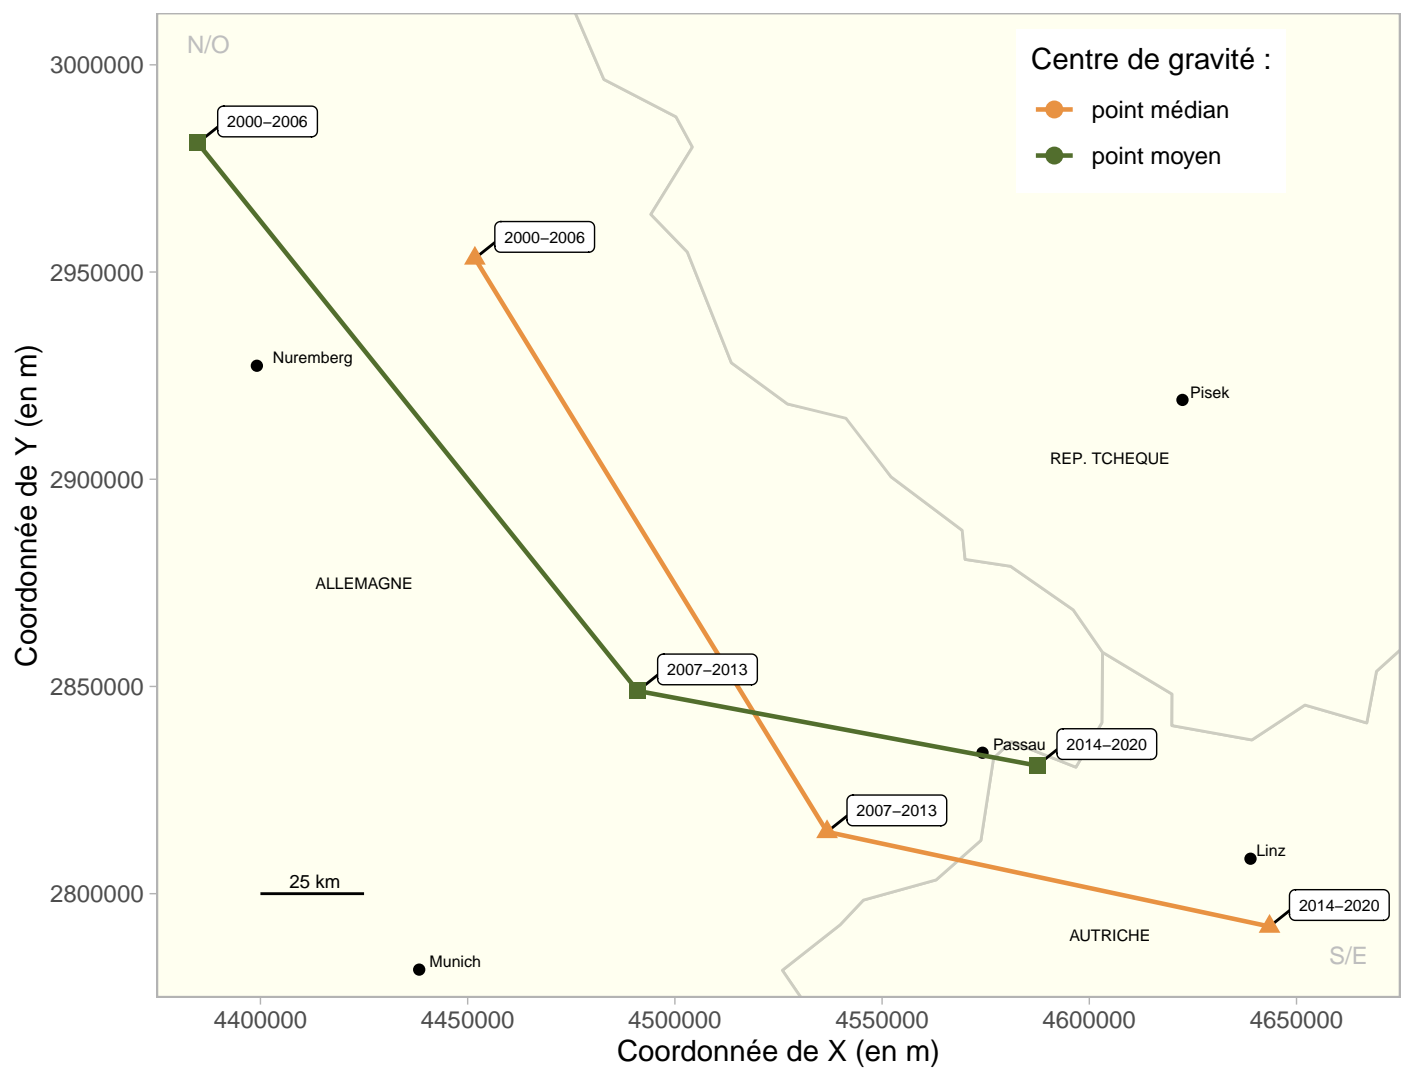 N/O
Centre de gravité :
point médian
point moyen
3000000
2950000
2900000
2850000
2800000
Coordonnée de Y (en m)
2000−2006
2000−2006
Nuremberg
Pisek
REP. TCHEQUE
ALLEMAGNE
2007−2013
Passau
2014−2020
2007−2013
Linz
25 km
2014−2020
AUTRICHE
S/E
Munich
4400000
4450000
4500000
4550000
4600000
4650000
Coordonnée de X (en m)